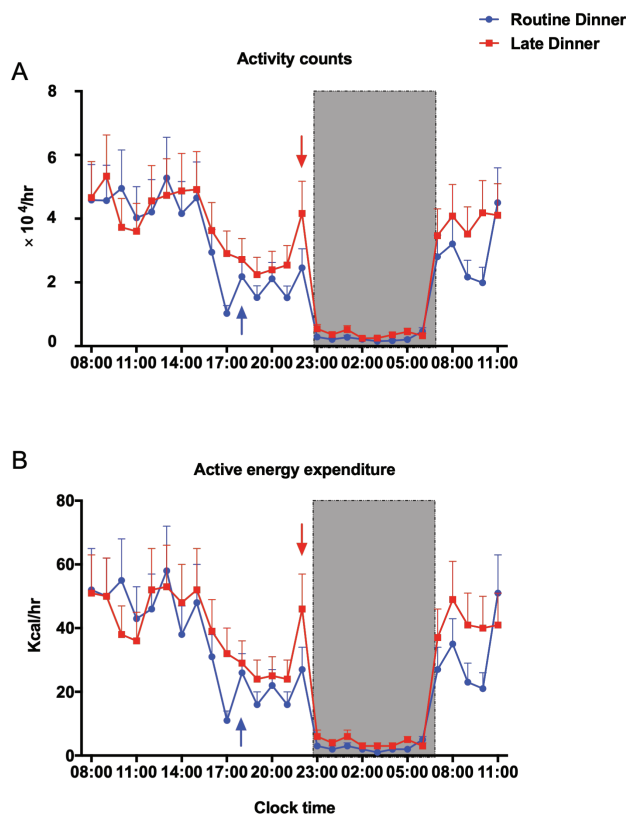 Routine Dinner
Late Dinner
A
Activity counts
8
6
4
2
0
× 10⁴/hr
08:00 11:00 14:00 17:00 20:00 23:00 02:00 05:00 08:00 11:00
B
Active energy expenditure
80
60
40
20
0
Kcal/hr
08:00 11:00 14:00 17:00 20:00 23:00 02:00 05:00 08:00 11:00
Clock time